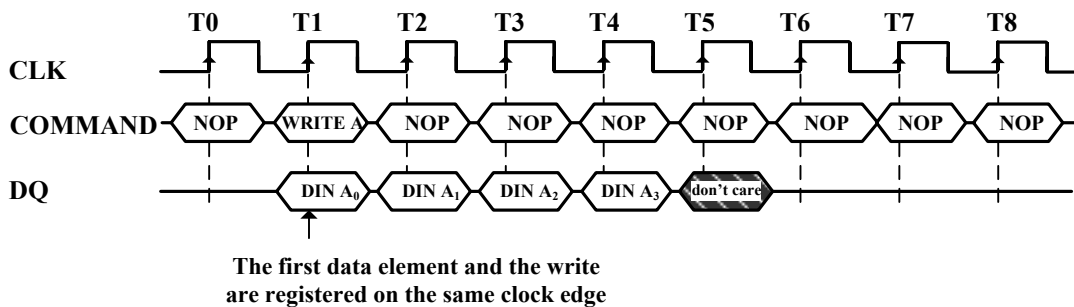 T0 T1 T2 T3 T4 T5 T6 T7 T8
CLK
COMMAND NOP WRITE A NOP NOP NOP NOP NOP NOP NOP
DQ DIN A₀ DIN A₁ DIN A₂ DIN A₃ don't care
The first data element and the write
are registered on the same clock edge